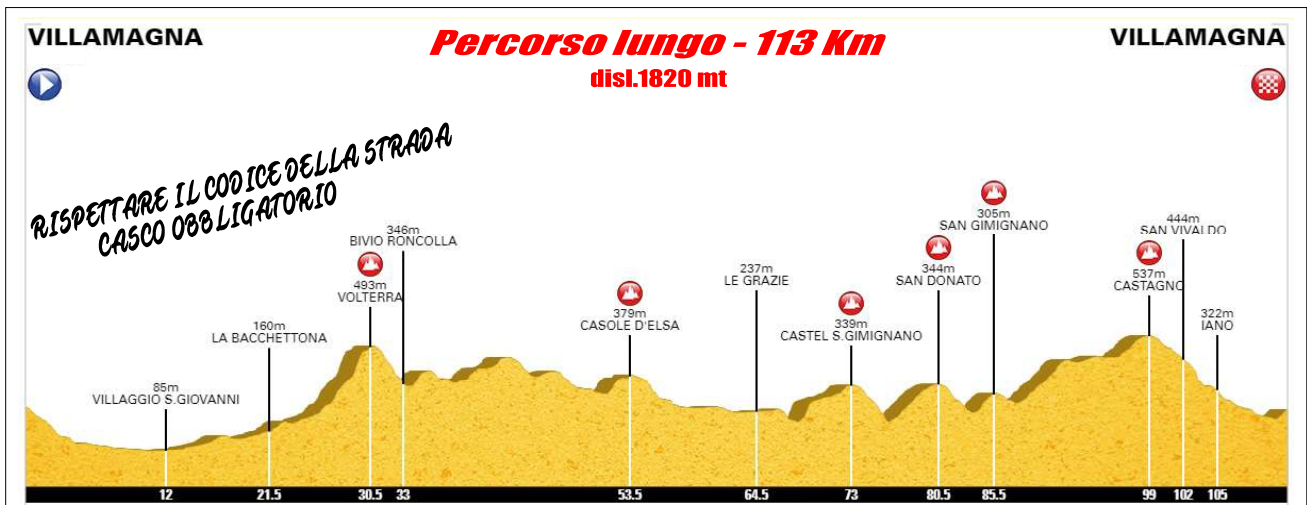 VILLAMAGNA
Percorso lungo - 113 Km
VILLAMAGNA
disl.1820 mt
RISPETTARE IL CODICE DELLA STRADA
CASCO OBBLIGATORIO
85m
VILLAGGIO S.GIOVANNI
160m
LA BACCHETTONA
493m
VOLTERRA
346m
BIVIO RONCOLLA
379m
CASOLE D'ELSA
237m
LE GRAZIE
339m
CASTEL S.GIMIGNANO
344m
SAN DONATO
305m
SAN GIMIGNANO
537m
CASTAGNO
444m
SAN VIVALDO
322m
IANO
12 21.5 30.5 33 53.5 64.5 73 80.5 85.5 99 102 105